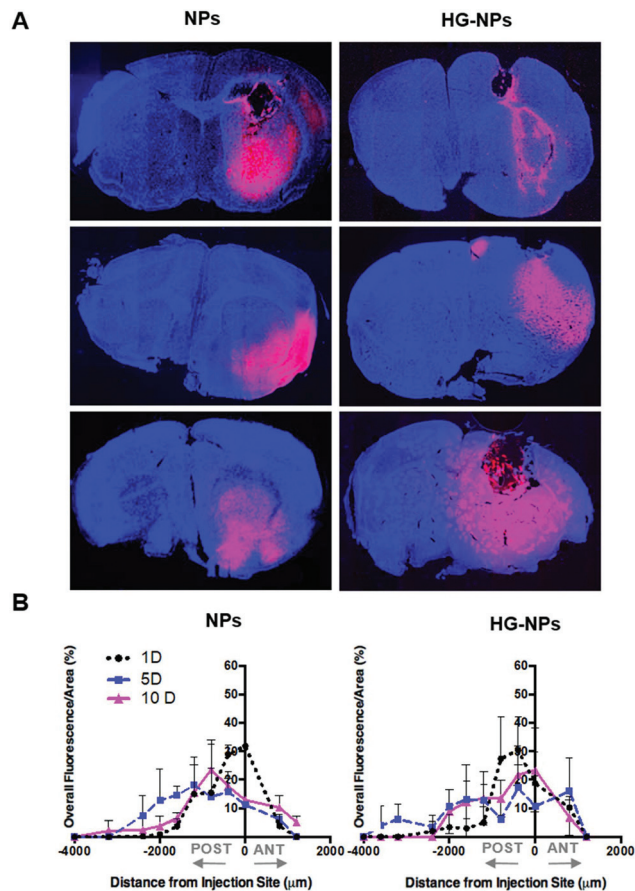 A
NPs
HG-NPs
B
NPs
HG-NPs
Overall Fluorescence/Area (%)
1D
5D
10 D
60
50
40
30
20
10
POST
ANT
-4000
-2000
0
2000
Distance from Injection Site (μm)
Overall Fluorescence/Area (%)
60
50
40
30
20
10
POST
ANT
-4000
-2000
0
2000
Distance from Injection Site (μm)